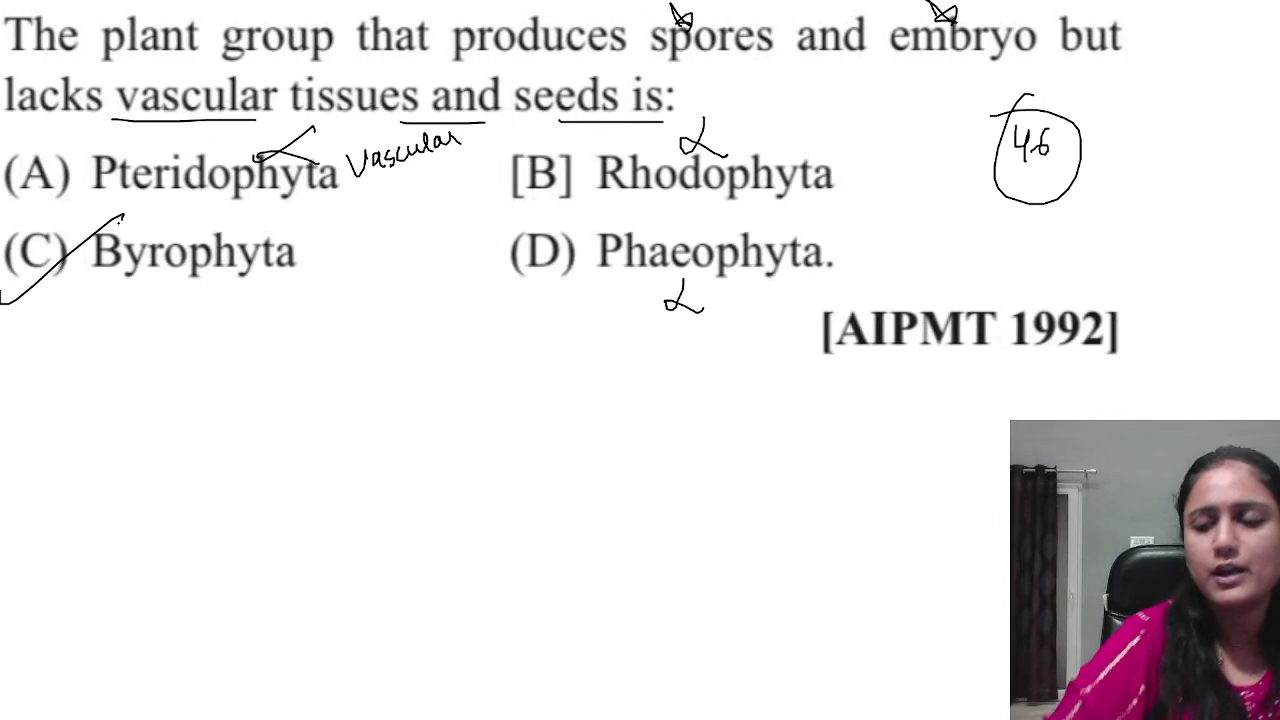 The plant group that produces spores and embryo but
lacks vascular tissues and seeds is:
(A) Pteridophyta vascular [B] Rhodophyta
46
(C) Byrophyta (D) Phaeophyta.
[AIPMT 1992]